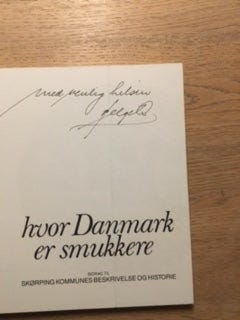 med venlig hilsen
hvor Danmark
er smukkere
BIDRAG TIL
SKØRPING KOMMUNES BESKRIVELSE OG HISTORIE